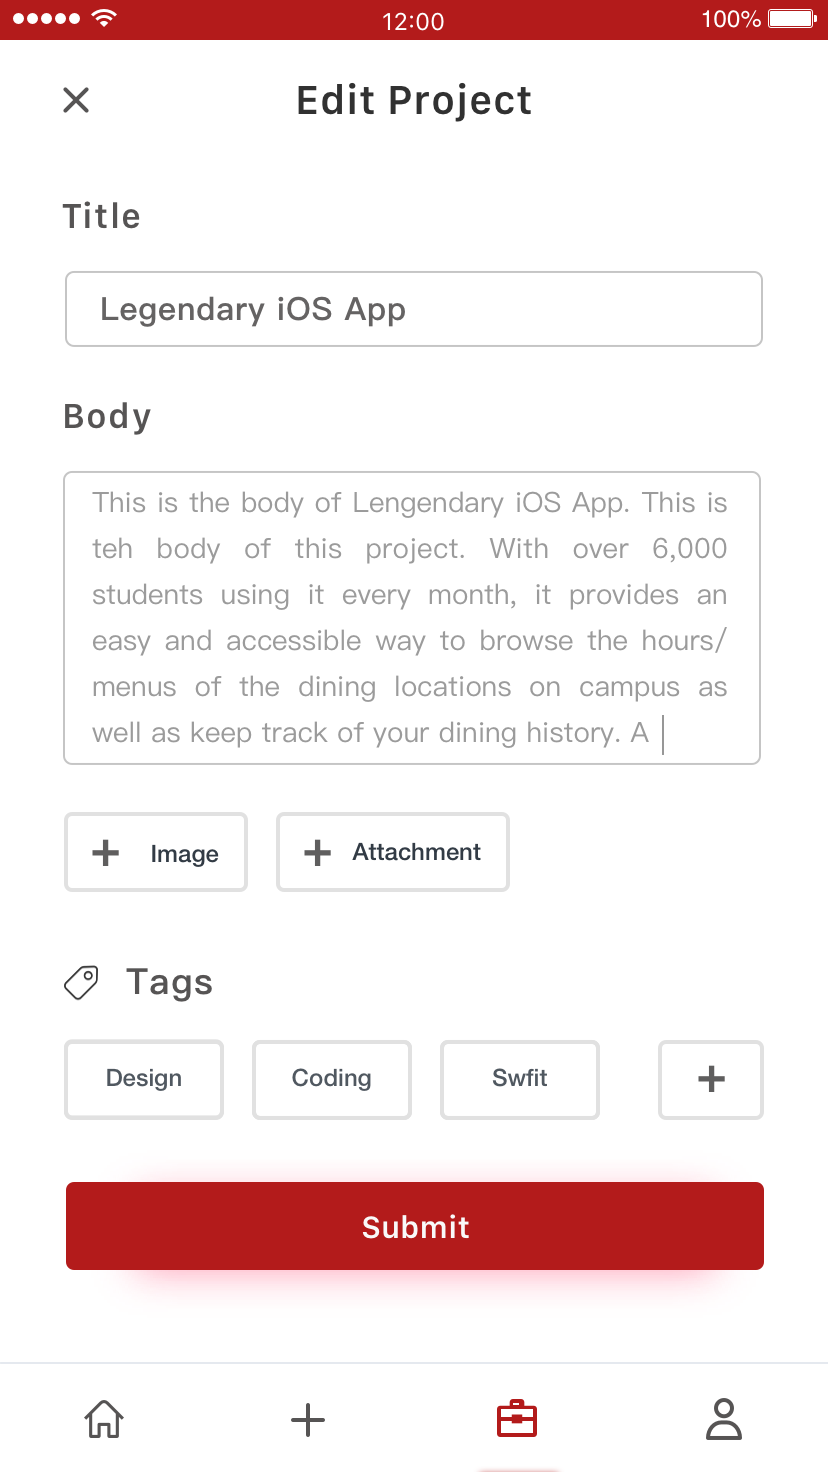 12:00
100%
Edit Project
Title
Legendary iOS App
Body
This is the body of Lengendary iOS App. This is
teh body of this project. With over 6,000
students using it every month, it provides an
easy and accessible way to browse the hours/
menus of the dining locations on campus as
well as keep track of your dining history. A
Image
Attachment
Tags
Design
Coding
Swfit
Submit